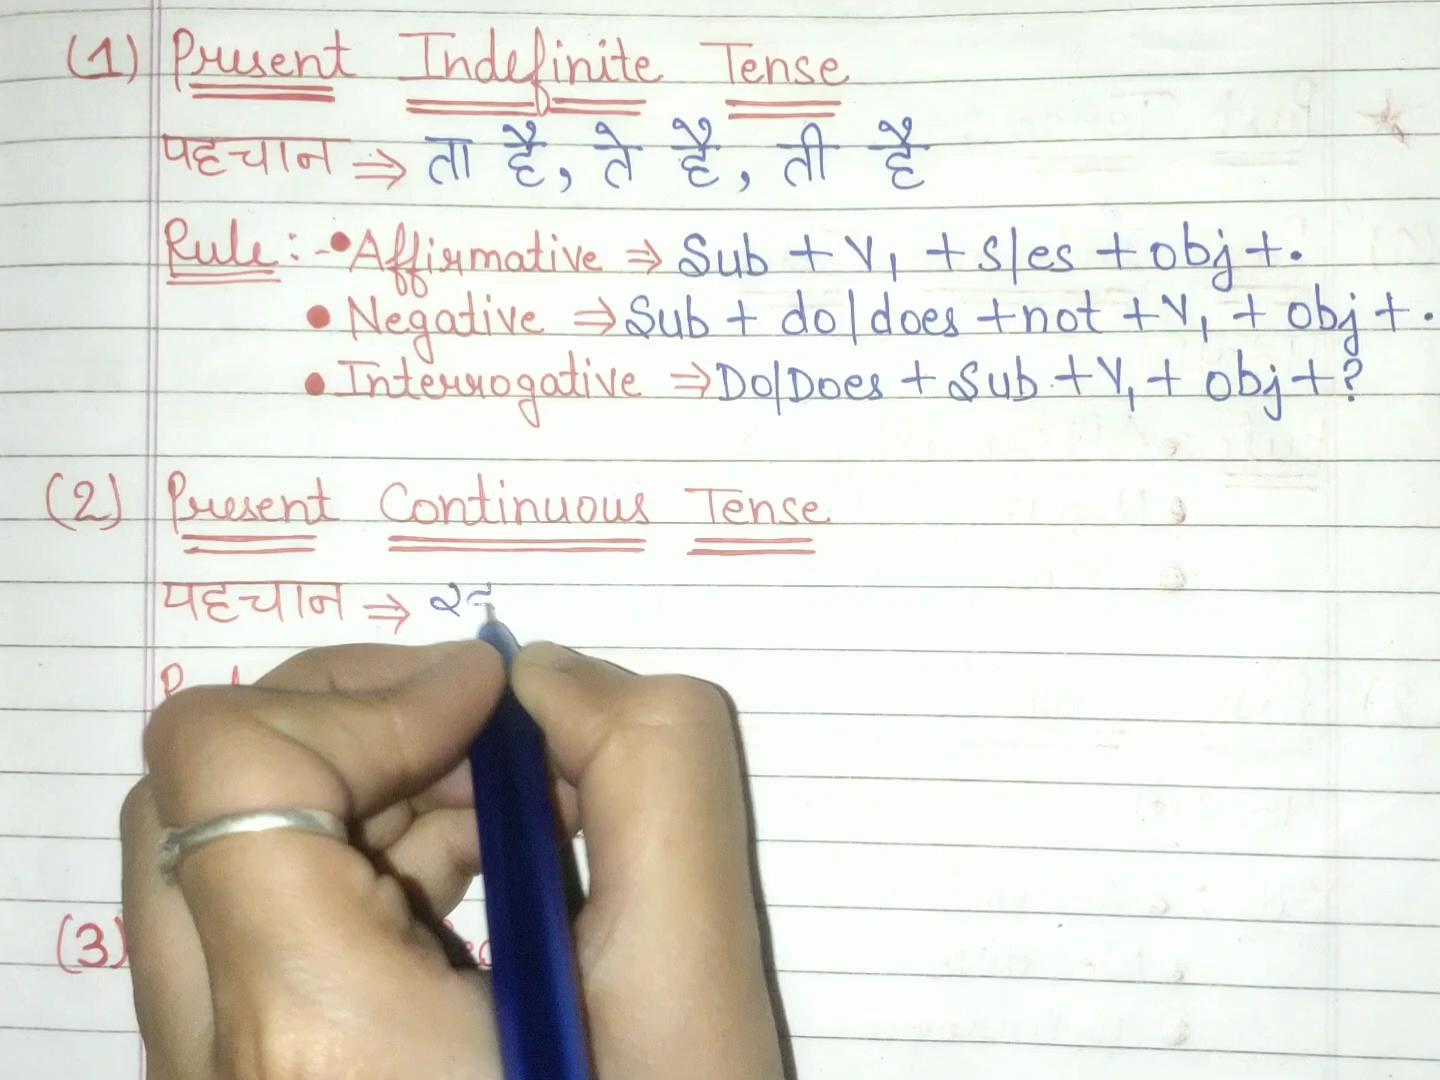 (1) Present Indefinite Tense
पहचान ⇒ ता है, ते है, ती है
Rule :- • Affirmative ⇒ Sub + V₁ + s/es + obj + .
• Negative ⇒ Sub + do/does + not + V₁ + obj + .
• Interrogative ⇒ Do/Does + Sub + V₁ + obj + ?
(2) Present Continuous Tense
पहचान ⇒
(3)